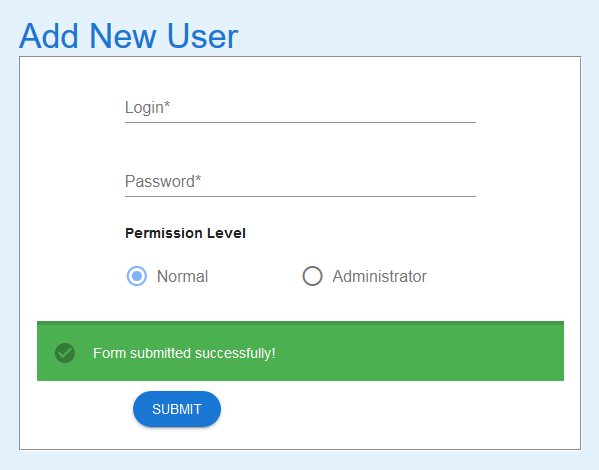 Add New User
Login*
Password*
Permission Level
Normal Administrator
Form submitted successfully!
SUBMIT